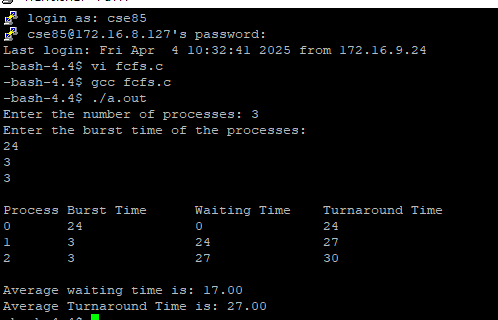 login as: cse85
cse85@172.16.8.127's password:
Last login: Fri Apr  4 10:32:41 2025 from 172.16.9.24
-bash-4.4$ vi fcfs.c
-bash-4.4$ gcc fcfs.c
-bash-4.4$ ./a.out
Enter the number of processes: 3
Enter the burst time of the processes:
24
3
3
Process Burst Time      Waiting Time    Turnaround Time
0       24              0               24
1       3               24              27
2       3               27              30
Average waiting time is: 17.00
Average Turnaround Time is: 27.00
-bash-4.4$